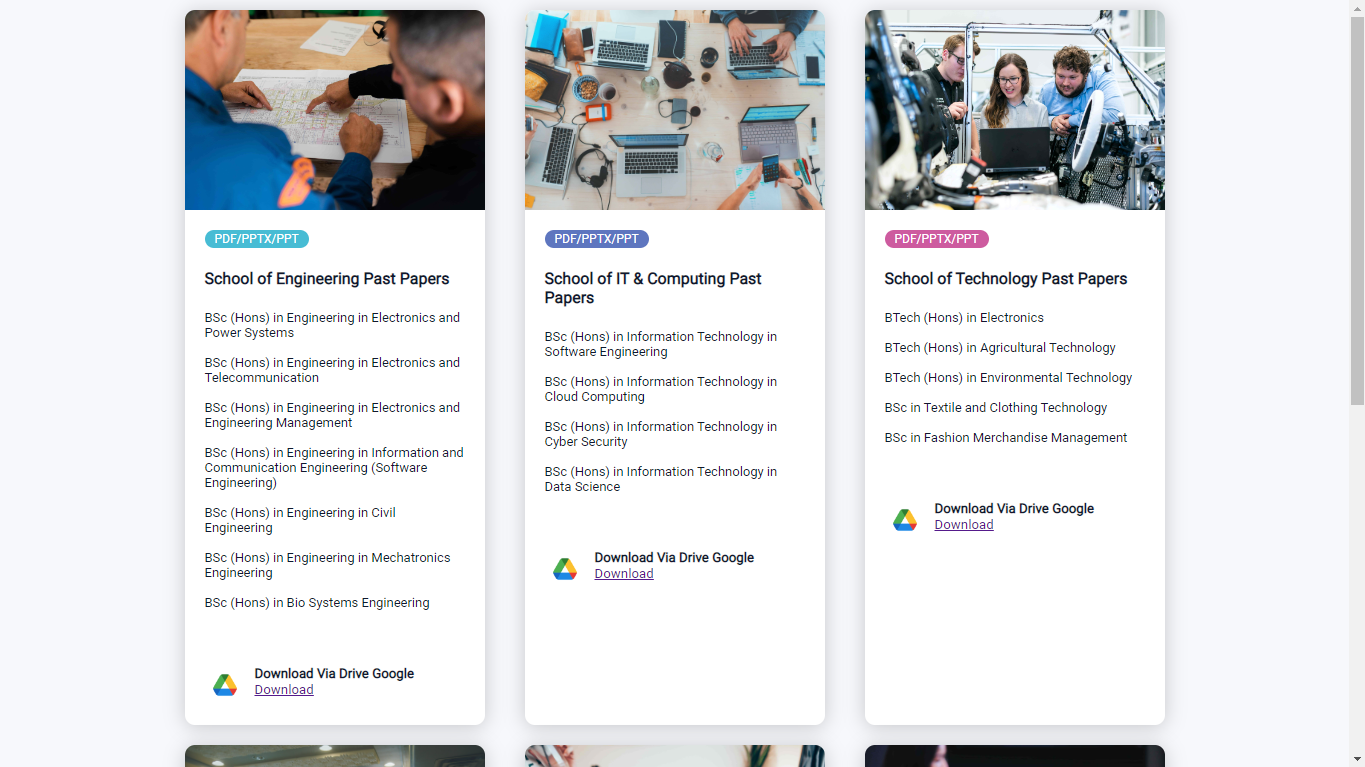 PDF/PPTX/PPT
School of Engineering Past Papers
BSc (Hons) in Engineering in Electronics and
Power Systems
BSc (Hons) in Engineering in Electronics and
Telecommunication
BSc (Hons) in Engineering in Electronics and
Engineering Management
BSc (Hons) in Engineering in Information and
Communication Engineering (Software
Engineering)
BSc (Hons) in Engineering in Civil
Engineering
BSc (Hons) in Engineering in Mechatronics
Engineering
BSc (Hons) in Bio Systems Engineering
Download Via Drive Google
Download
PDF/PPTX/PPT
School of IT & Computing Past
Papers
BSc (Hons) in Information Technology in
Software Engineering
BSc (Hons) in Information Technology in
Cloud Computing
BSc (Hons) in Information Technology in
Cyber Security
BSc (Hons) in Information Technology in
Data Science
Download Via Drive Google
Download
PDF/PPTX/PPT
School of Technology Past Papers
BTech (Hons) in Electronics
BTech (Hons) in Agricultural Technology
BTech (Hons) in Environmental Technology
BSc in Textile and Clothing Technology
BSc in Fashion Merchandise Management
Download Via Drive Google
Download